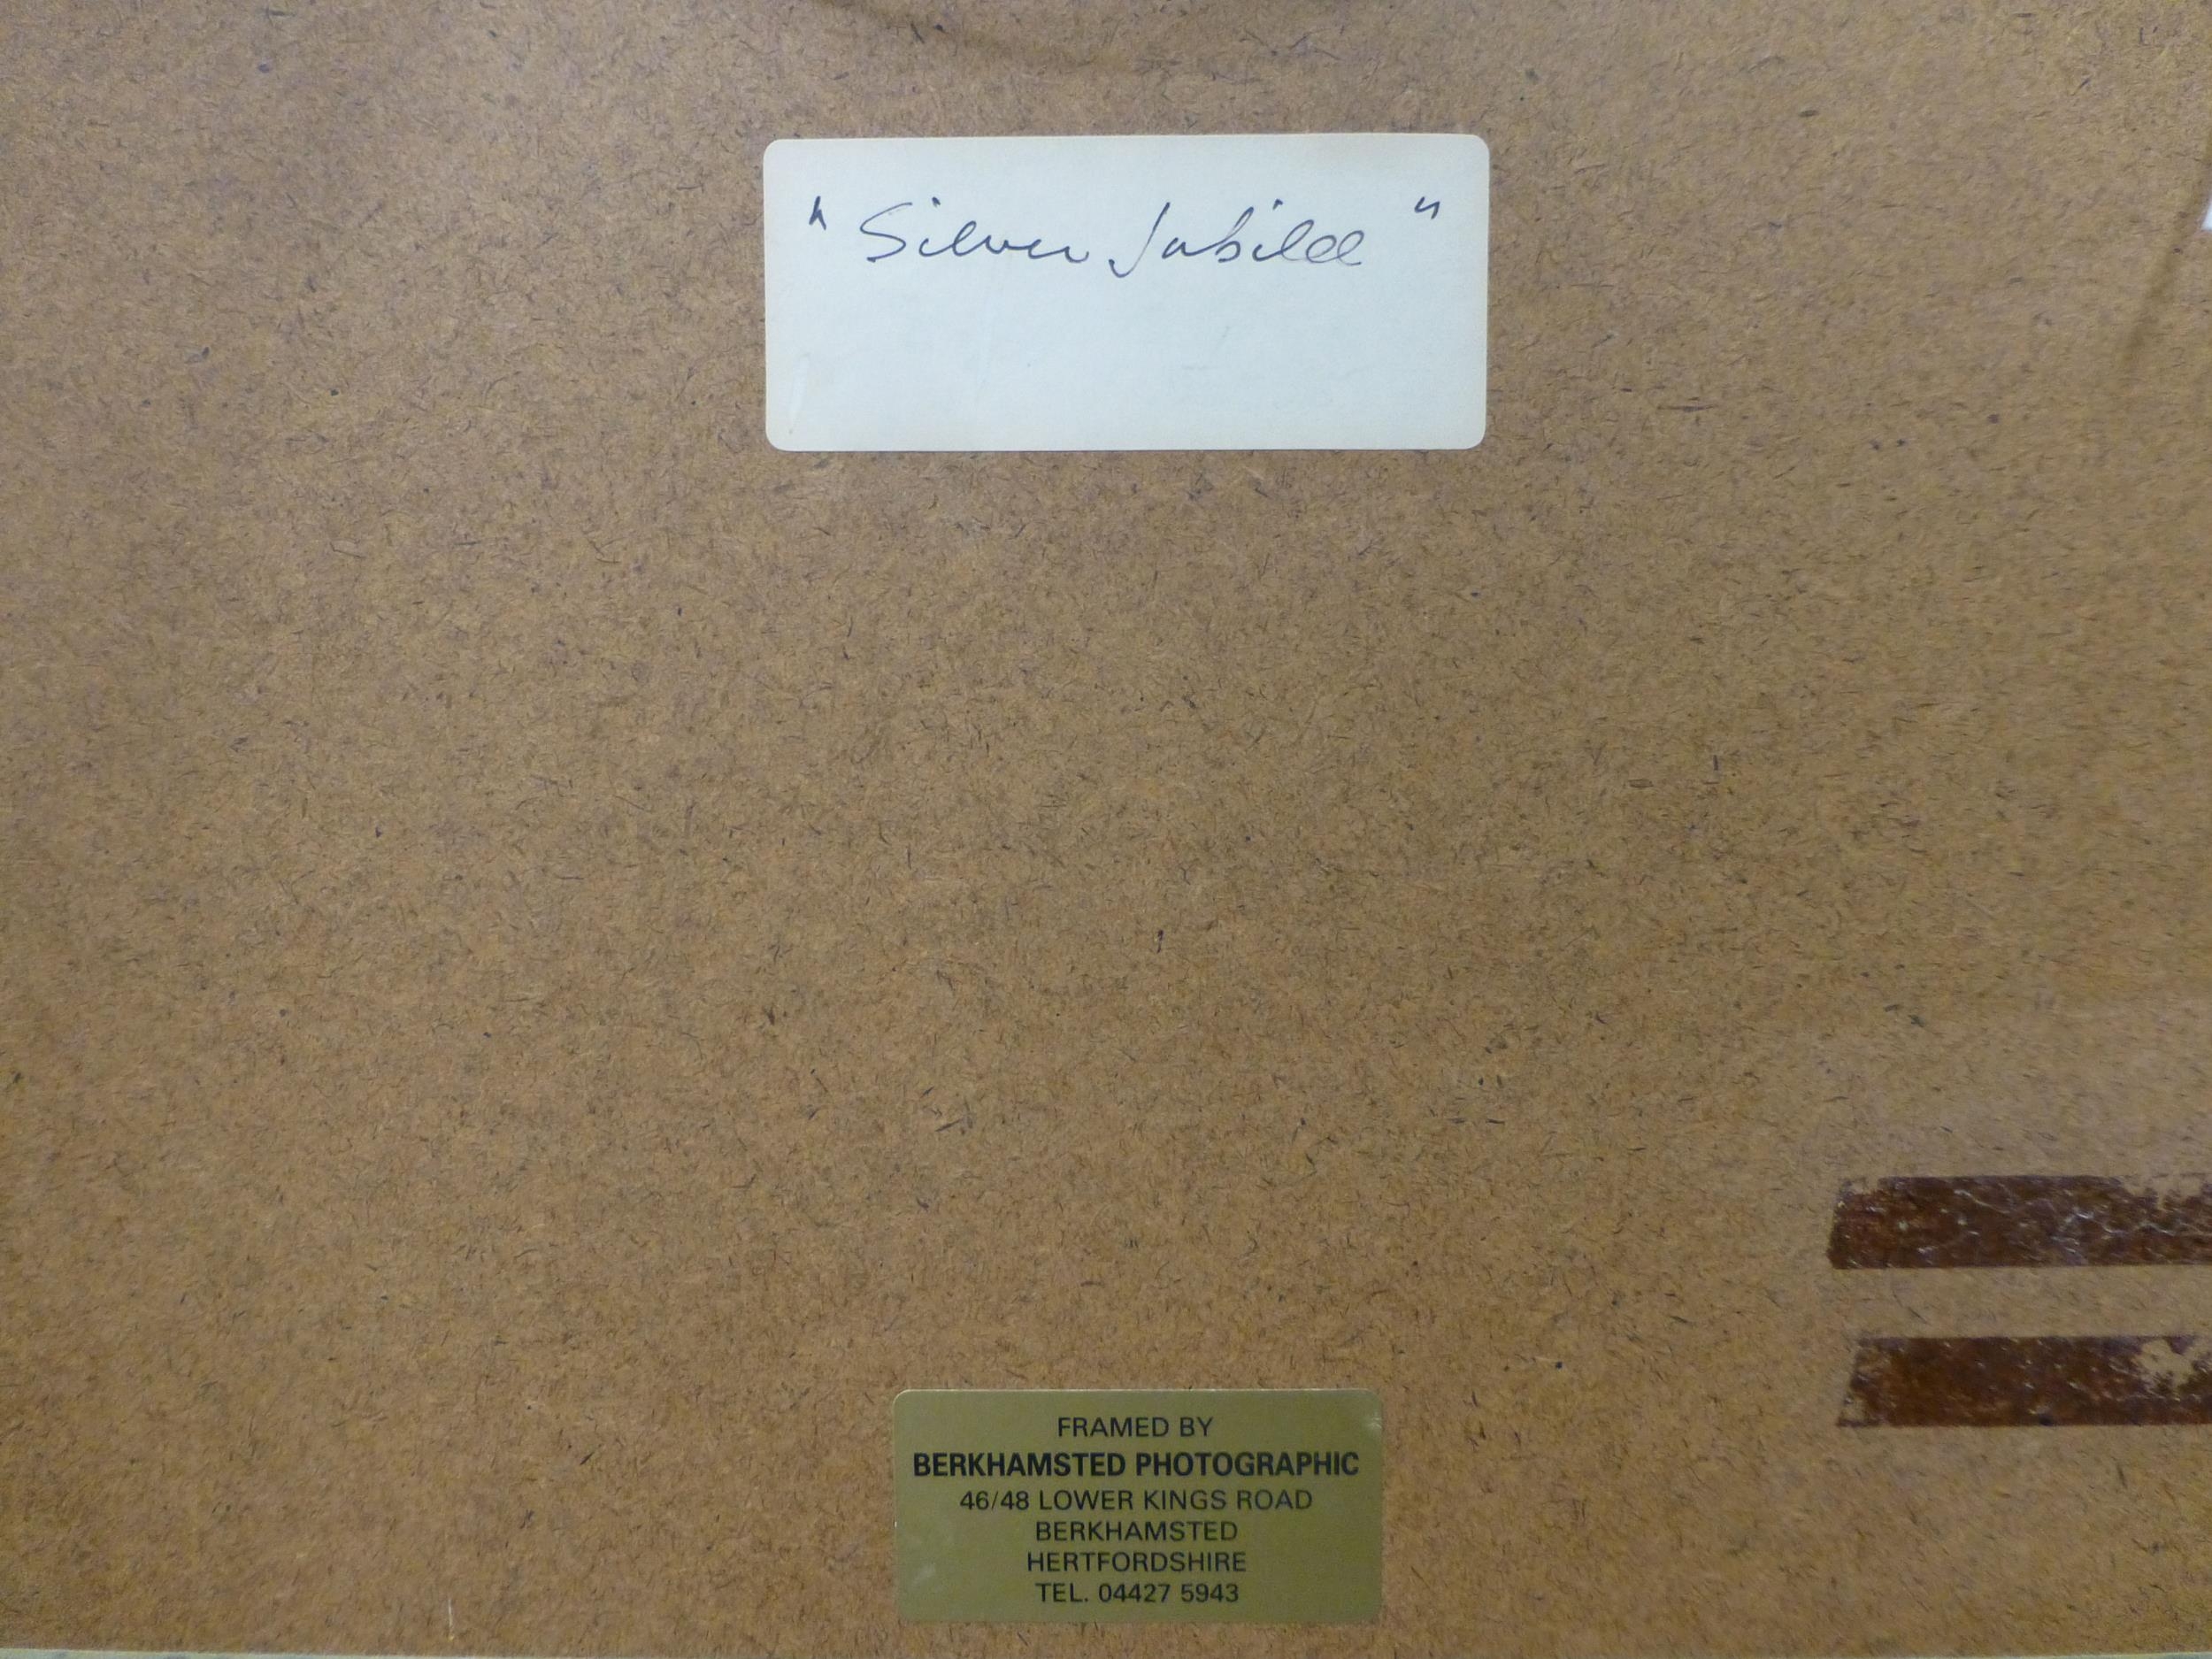 "Silver Jubilee"
FRAMED BY
BERKHAMSTED PHOTOGRAPHIC
46/48 LOWER KINGS ROAD
BERKHAMSTED
HERTFORDSHIRE
TEL. 04427 5943